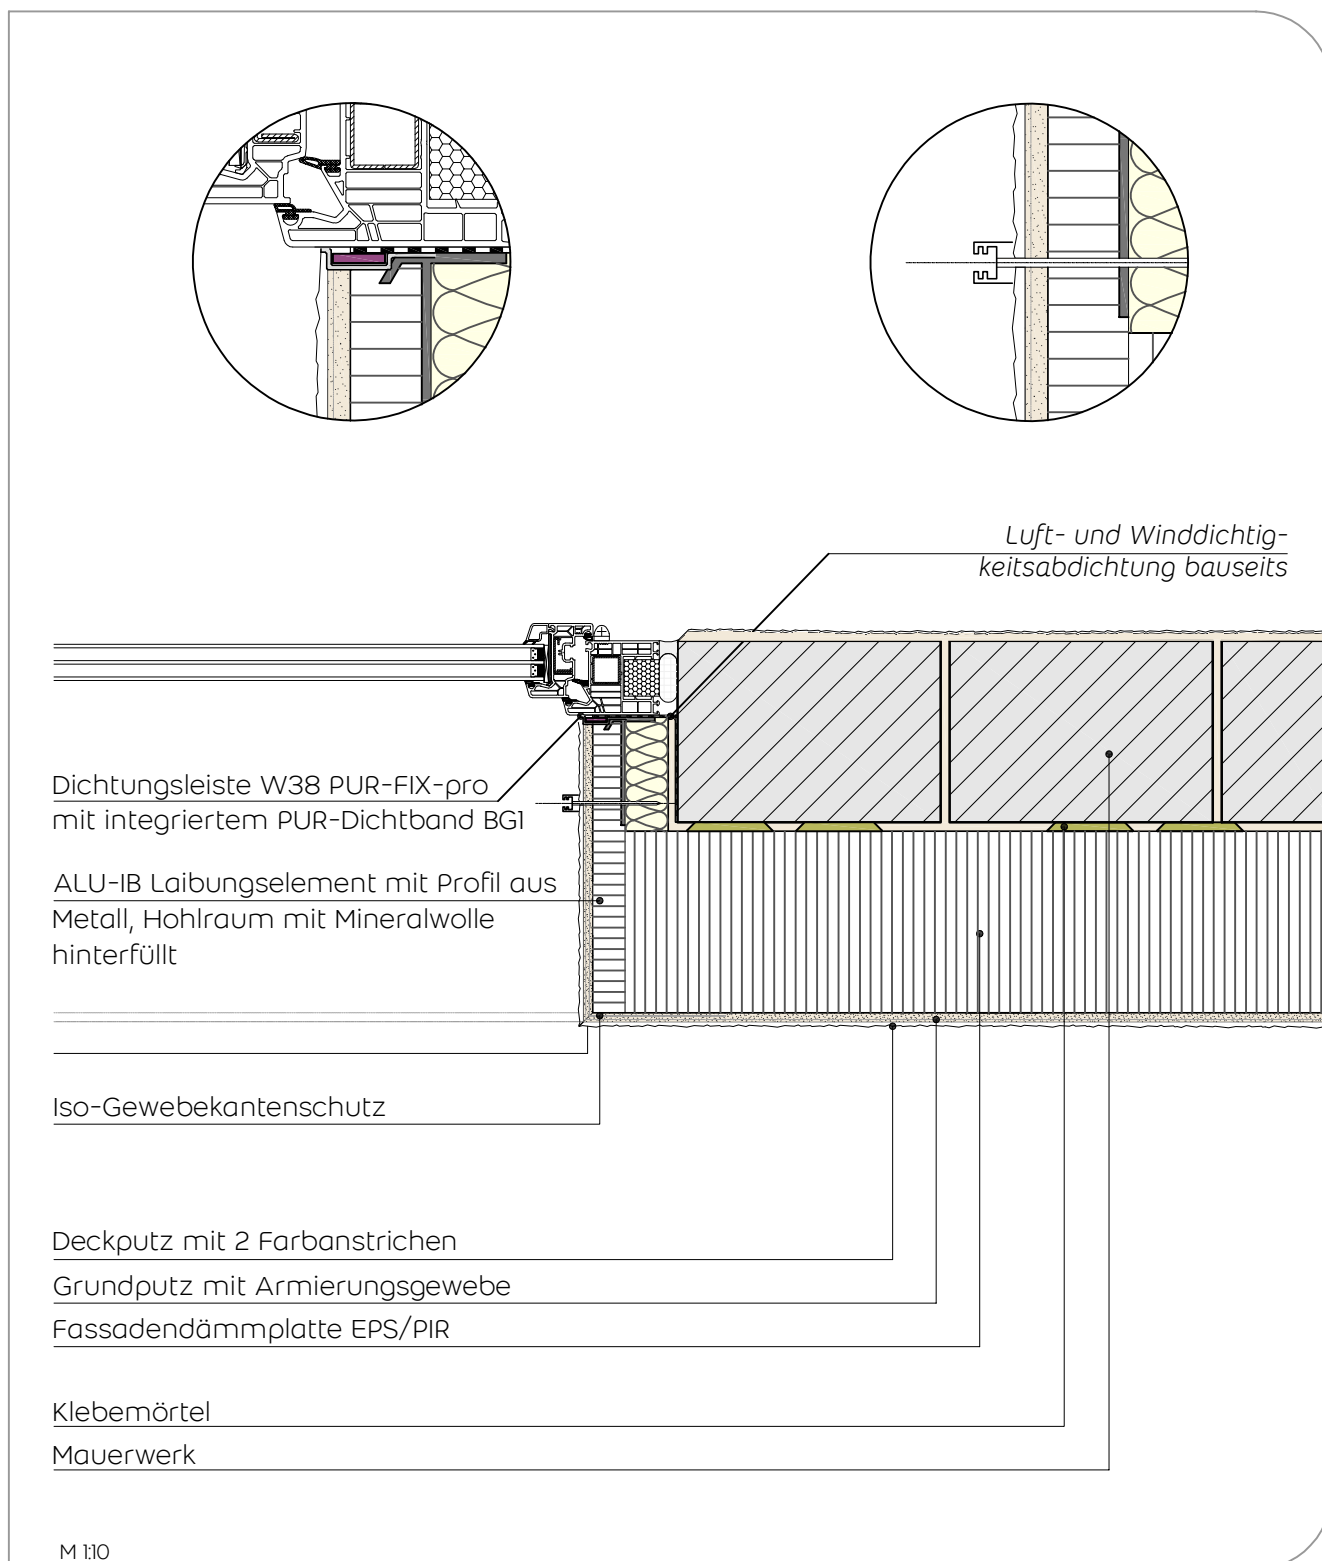 Luft- und Winddichtig-
keitsabdichtung bauseits
Dichtungsleiste W38 PUR-FIX-pro
mit integriertem PUR-Dichtband BG1
ALU-IB Laibungselement mit Profil aus
Metall, Hohlraum mit Mineralwolle
hinterfüllt
Iso-Gewebekantenschutz
Deckputz mit 2 Farbanstrichen
Grundputz mit Armierungsgewebe
Fassadendämmplatte EPS/PIR
Klebemörtel
Mauerwerk
M 1:10